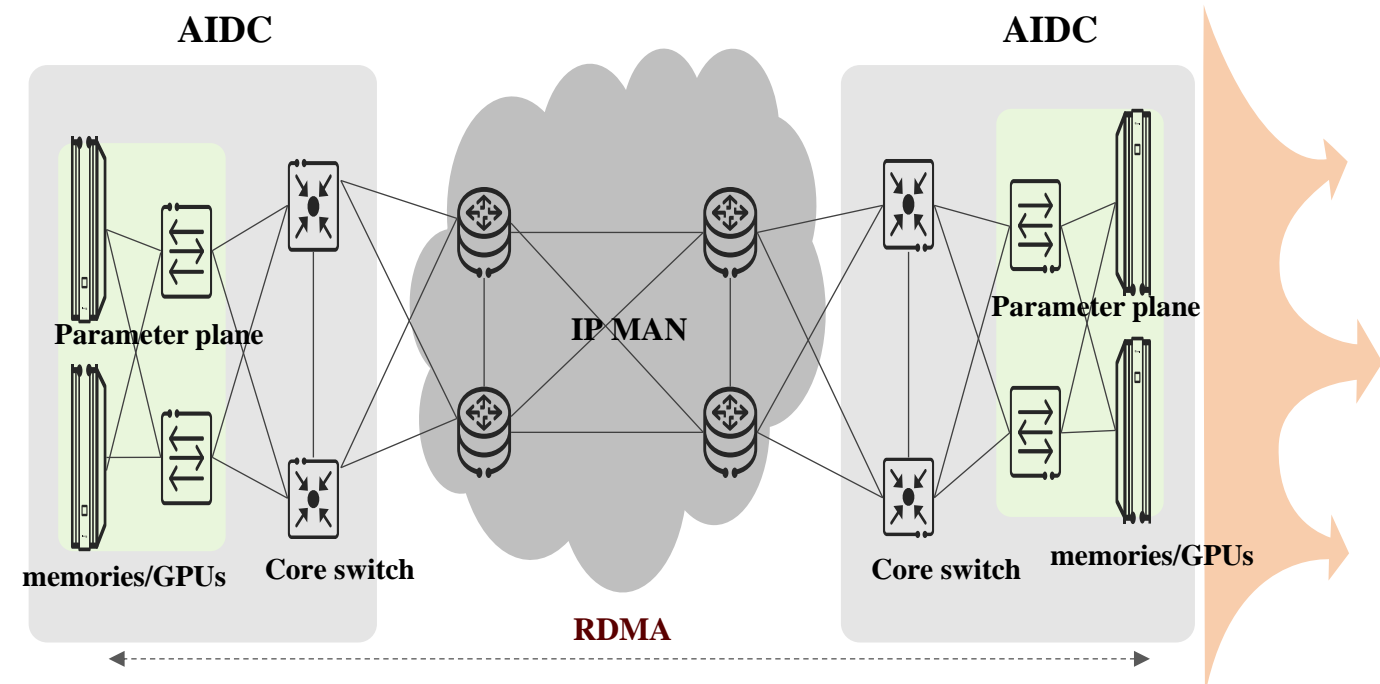 AIDC
AIDC
IP MAN
Parameter plane
Parameter plane
memories/GPUs
Core switch
Core switch
memories/GPUs
RDMA